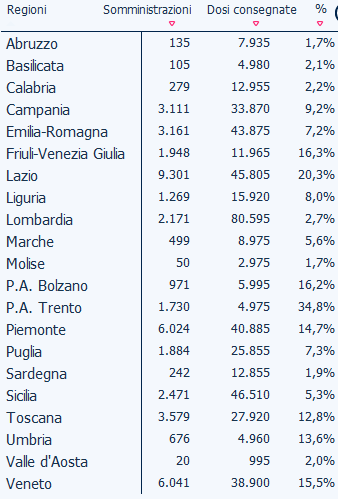 Regioni Somministrazioni Dosi consegnate %
Abruzzo 135 7.935 1,7%
Basilicata 105 4.980 2,1%
Calabria 279 12.955 2,2%
Campania 3.111 33.870 9,2%
Emilia-Romagna 3.161 43.875 7,2%
Friuli-Venezia Giulia 1.948 11.965 16,3%
Lazio 9.301 45.805 20,3%
Liguria 1.269 15.920 8,0%
Lombardia 2.171 80.595 2,7%
Marche 499 8.975 5,6%
Molise 50 2.975 1,7%
P.A. Bolzano 971 5.995 16,2%
P.A. Trento 1.730 4.975 34,8%
Piemonte 6.024 40.885 14,7%
Puglia 1.884 25.855 7,3%
Sardegna 242 12.855 1,9%
Sicilia 2.471 46.510 5,3%
Toscana 3.579 27.920 12,8%
Umbria 676 4.960 13,6%
Valle d'Aosta 20 995 2,0%
Veneto 6.041 38.900 15,5%